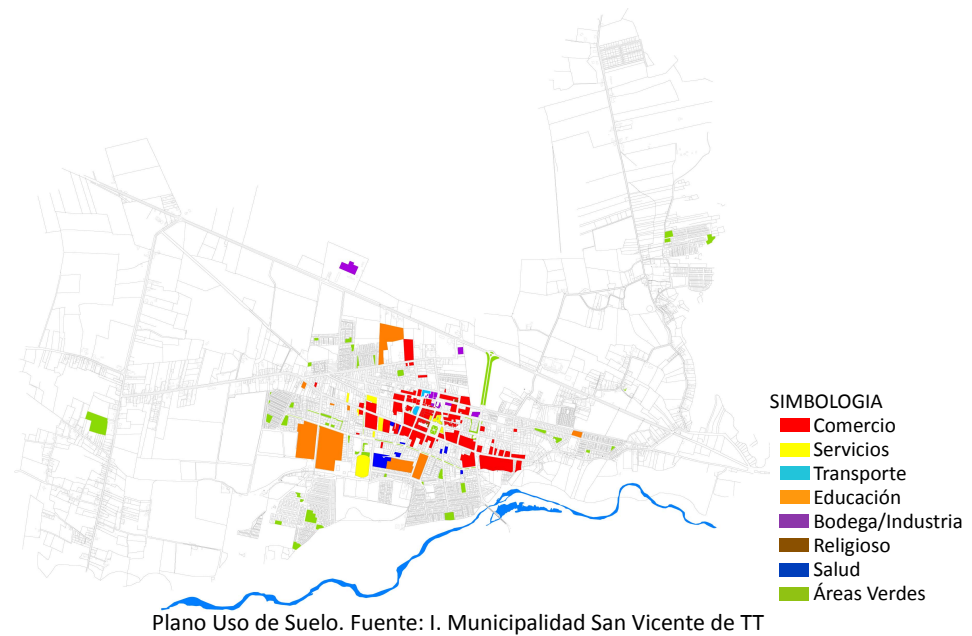 SIMBOLOGIA
Comercio
Servicios
Transporte
Educación
Bodega/Industria
Religioso
Salud
Áreas Verdes
Plano Uso de Suelo. Fuente: I. Municipalidad San Vicente de TT